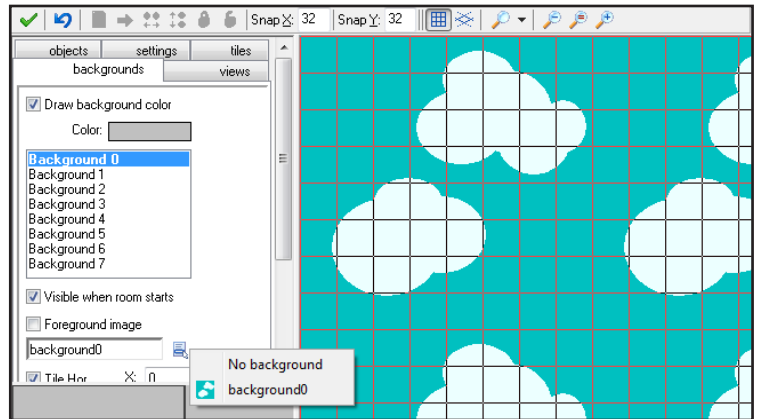 Snap X: 32 Snap Y: 32
objects settings tiles
backgrounds views
Draw background color
Color:
Background 0
Background 1
Background 2
Background 3
Background 4
Background 5
Background 6
Background 7
Visible when room starts
Foreground image
background0
No background
Tile Hor. X: 0
background0